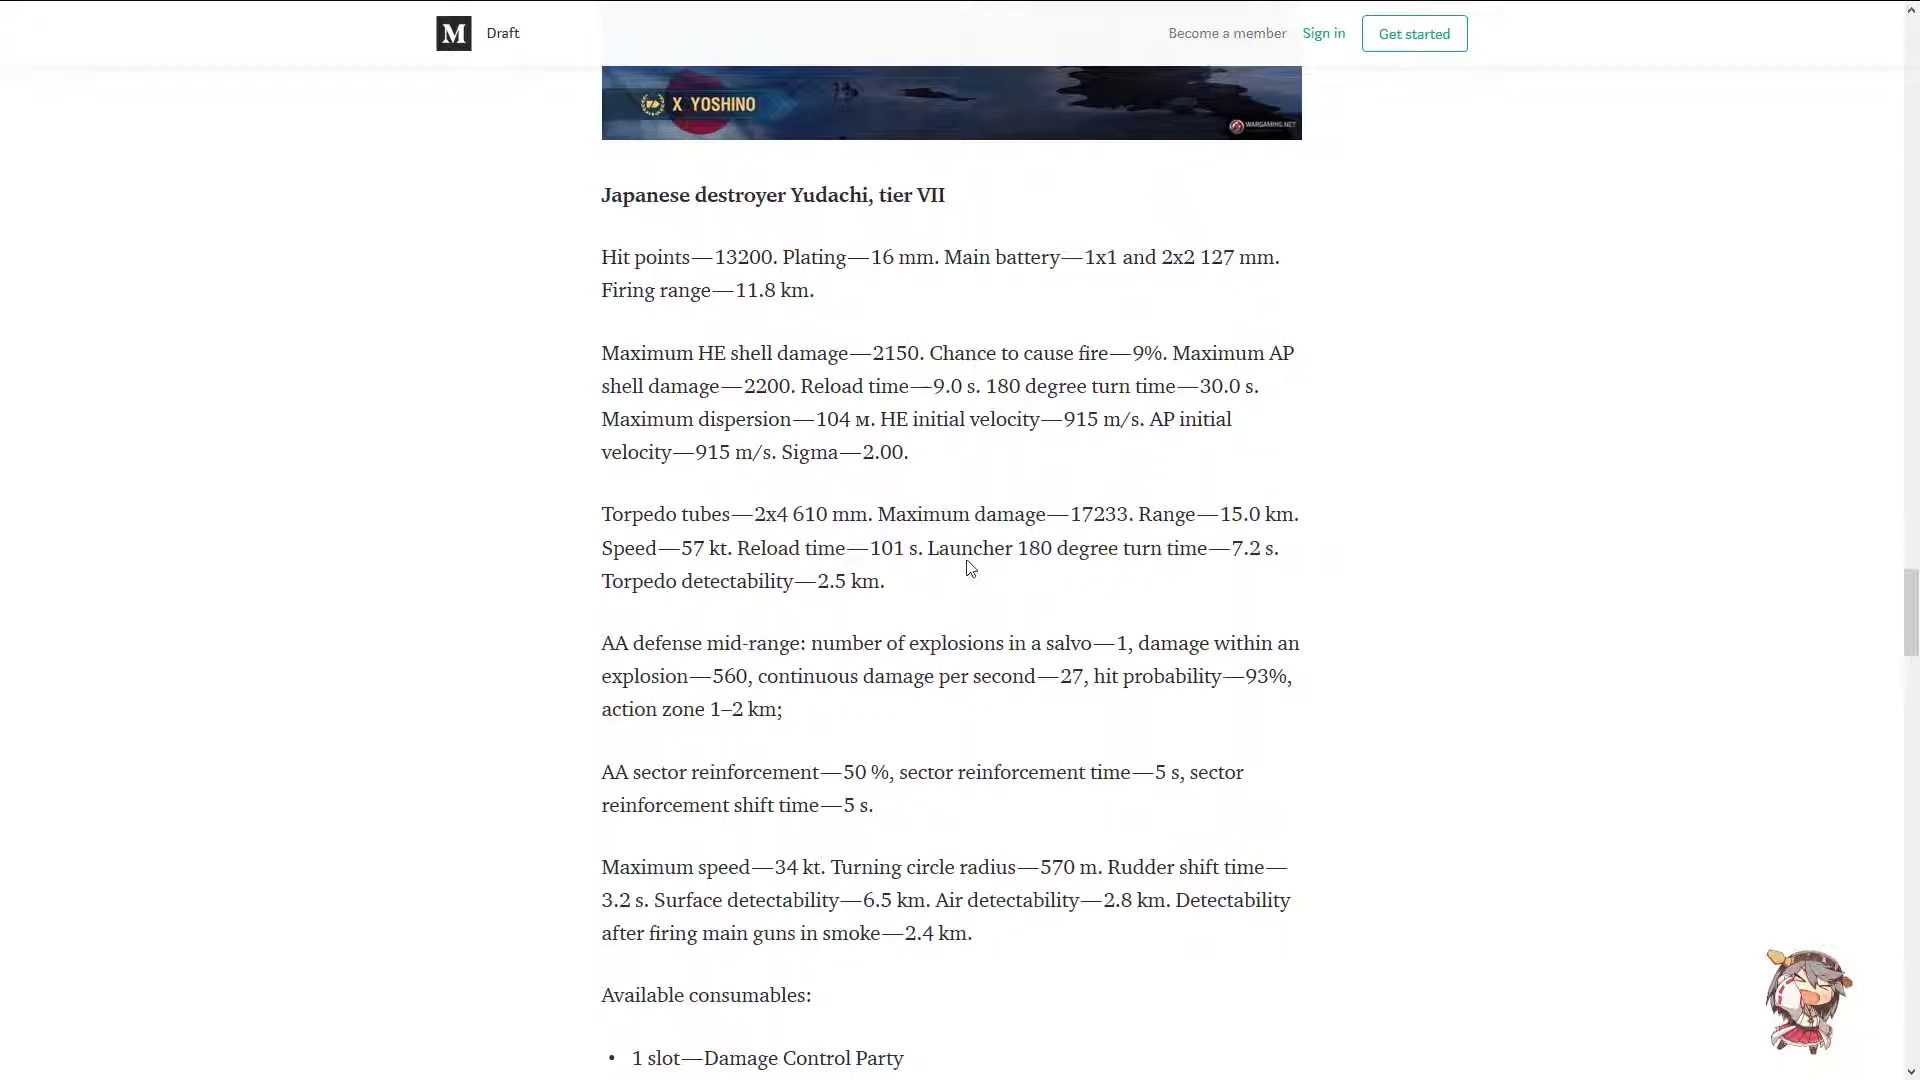 M Draft Become a member Sign in Get started
X YOSHINO
WARGAMING.NET
Japanese destroyer Yudachi, tier VII
Hit points—13200. Plating—16 mm. Main battery—1x1 and 2x2 127 mm.
Firing range—11.8 km.
Maximum HE shell damage—2150. Chance to cause fire—9%. Maximum AP
shell damage—2200. Reload time—9.0 s. 180 degree turn time—30.0 s.
Maximum dispersion—104 м. HE initial velocity—915 m/s. AP initial
velocity—915 m/s. Sigma—2.00.
Torpedo tubes—2x4 610 mm. Maximum damage—17233. Range—15.0 km.
Speed—57 kt. Reload time—101 s. Launcher 180 degree turn time—7.2 s.
Torpedo detectability—2.5 km.
AA defense mid-range: number of explosions in a salvo—1, damage within an
explosion—560, continuous damage per second—27, hit probability—93%,
action zone 1–2 km;
AA sector reinforcement—50 %, sector reinforcement time—5 s, sector
reinforcement shift time—5 s.
Maximum speed—34 kt. Turning circle radius—570 m. Rudder shift time—
3.2 s. Surface detectability—6.5 km. Air detectability—2.8 km. Detectability
after firing main guns in smoke—2.4 km.
Available consumables:
• 1 slot—Damage Control Party